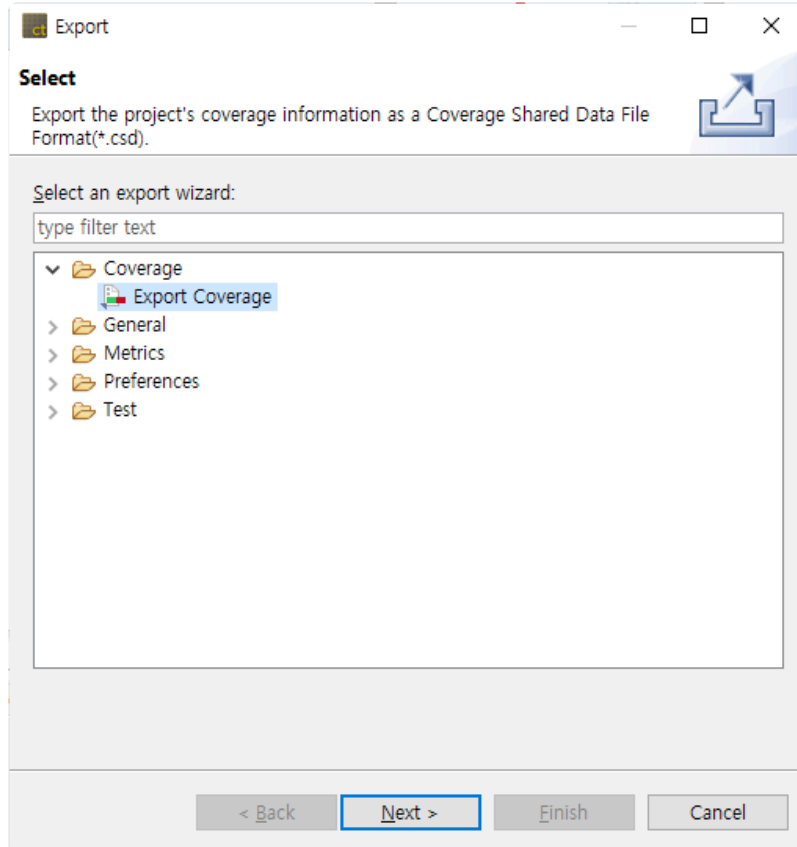 ct Export
Select
Export the project's coverage information as a Coverage Shared Data File
Format(*.csd).
Select an export wizard:
type filter text
Coverage
Export Coverage
General
Metrics
Preferences
Test
< Back Next > Finish Cancel